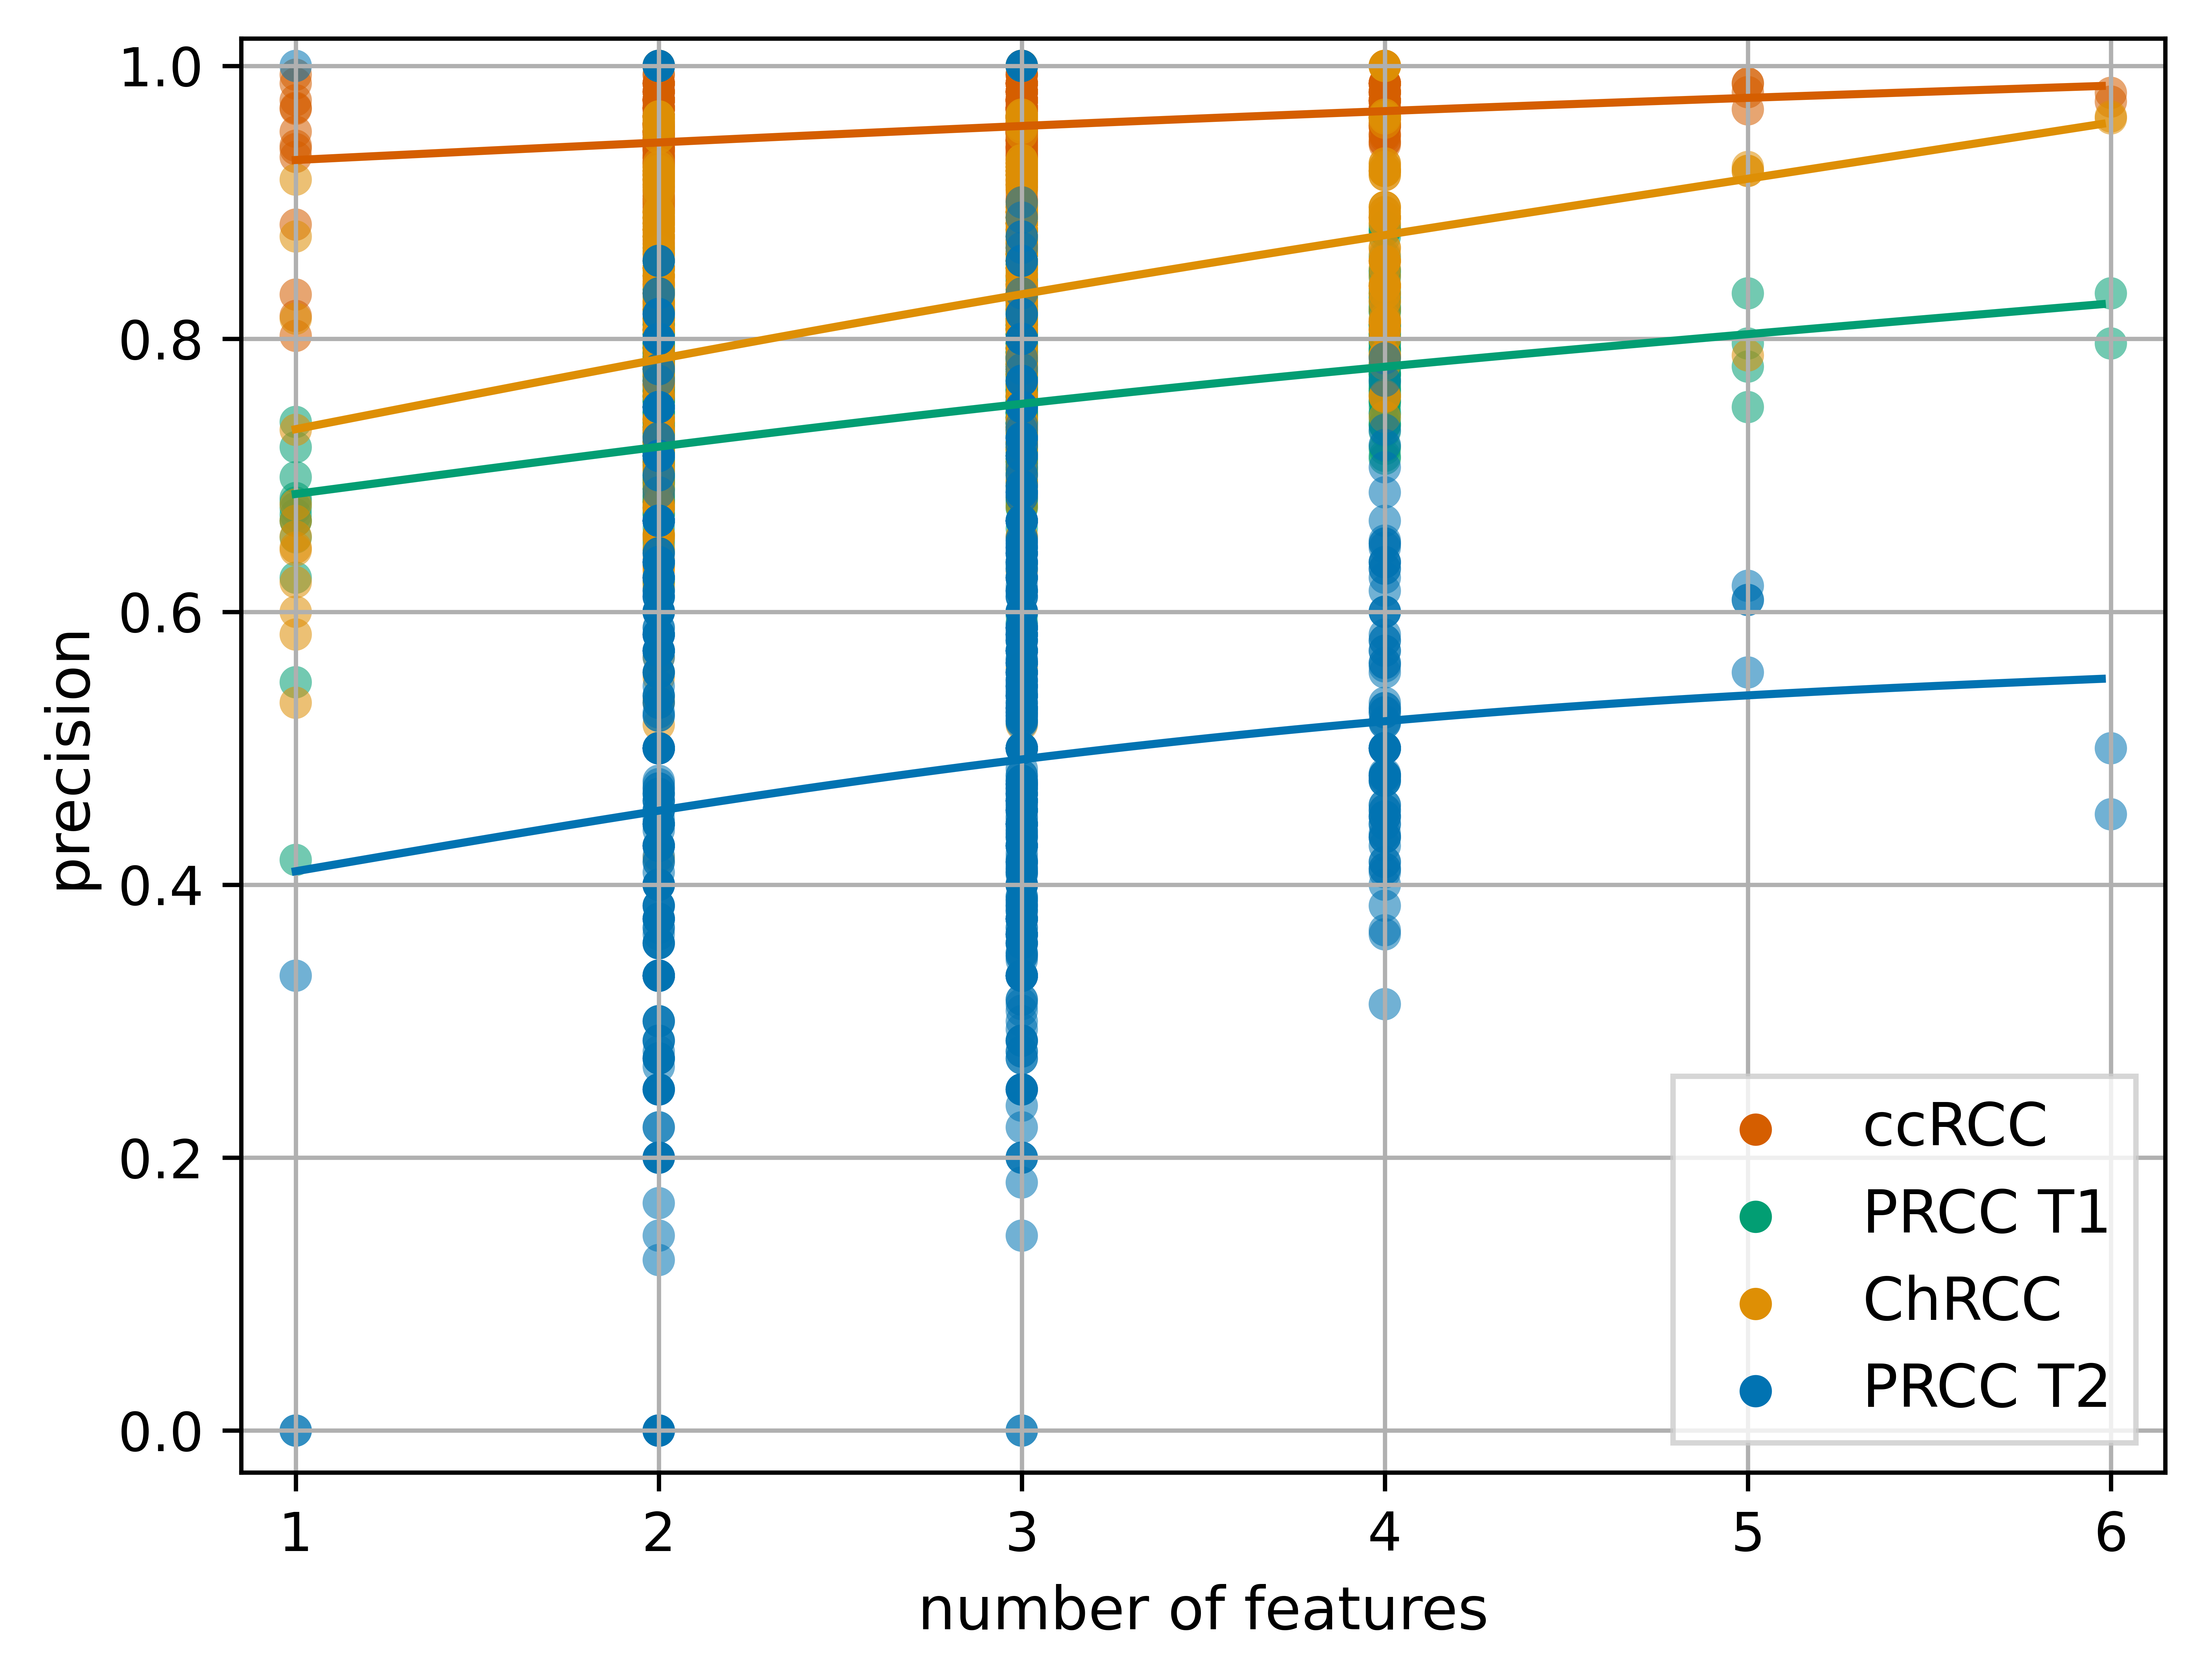 1.0
0.8
0.6
0.4
0.2
0.0
precision
1 2 3 4 5 6
number of features
ccRCC
PRCC T1
ChRCC
PRCC T2